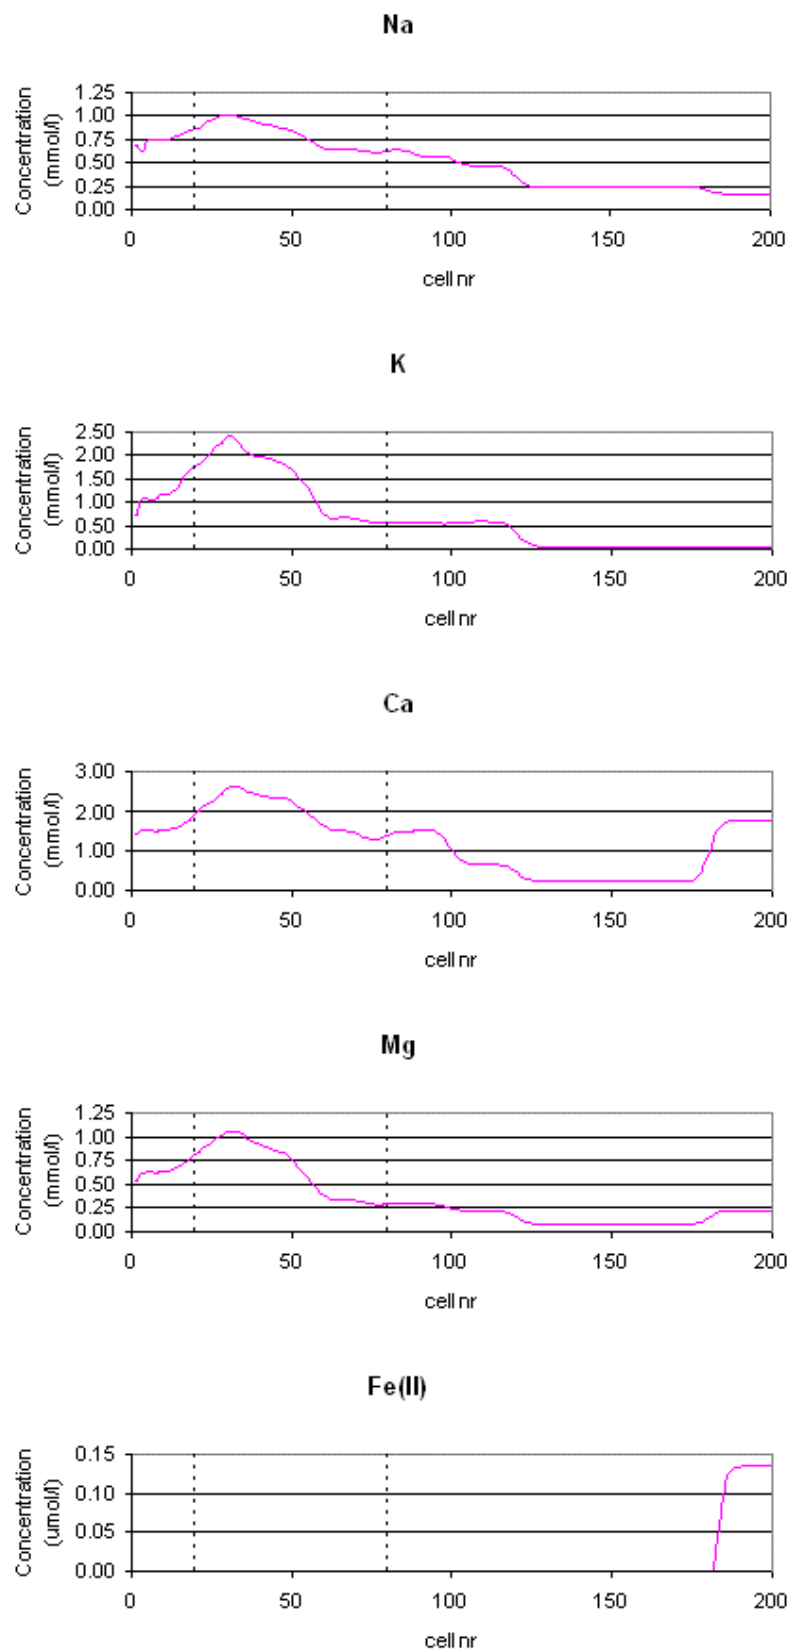 Na
Concentration
(mmol/l)
1.25
1.00
0.75
0.50
0.25
0.00
0 50 100 150 200
cell nr
K
Concentration
(mmol/l)
2.50
2.00
1.50
1.00
0.50
0.00
0 50 100 150 200
cell nr
Ca
Concentration
(mmol/l)
3.00
2.00
1.00
0.00
0 50 100 150 200
cell nr
Mg
Concentration
(mmol/l)
1.25
1.00
0.75
0.50
0.25
0.00
0 50 100 150 200
cell nr
Fe(II)
Concentration
(umol/l)
0.15
0.10
0.05
0.00
0 50 100 150 200
cell nr